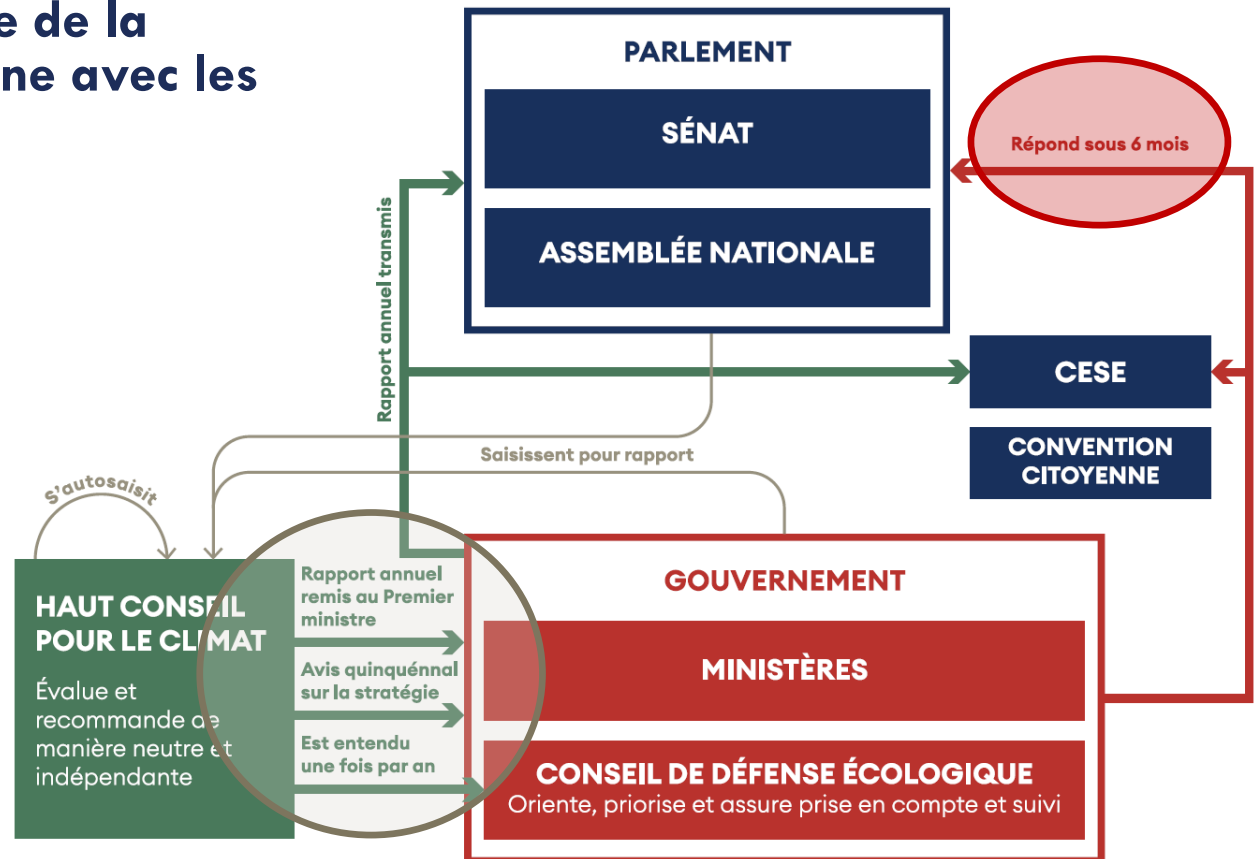 e de la
ne avec les
PARLEMENT
SÉNAT
ASSEMBLÉE NATIONALE
Répond sous 6 mois
Rapport annuel transmis
CESE
CONVENTION
CITOYENNE
Saisissent pour rapport
S'autosaisit
HAUT CONSEIL
POUR LE CLIMAT
Évalue et
recommande de
manière neutre et
indépendante
Rapport annuel
remis au Premier
ministre
Avis quinquénnal
sur la stratégie
Est entendu
une fois par an
GOUVERNEMENT
MINISTÈRES
CONSEIL DE DÉFENSE ÉCOLOGIQUE
Oriente, priorise et assure prise en compte et suivi